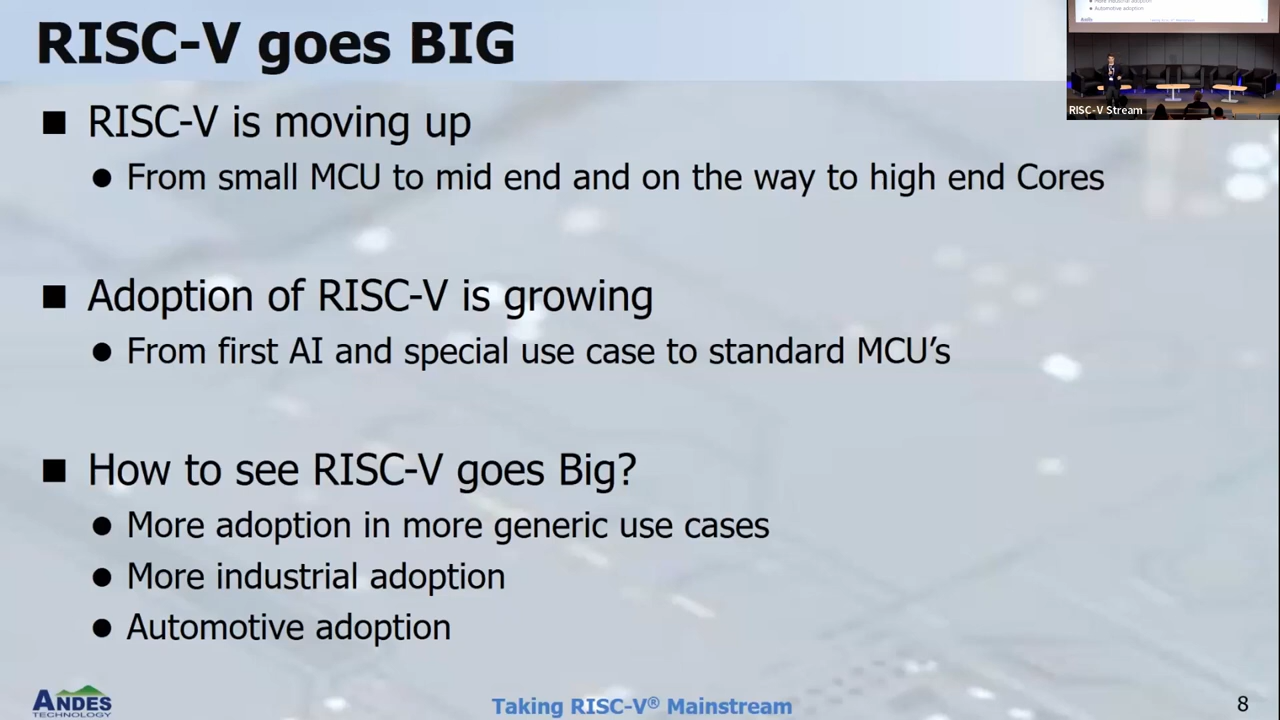 RISC-V goes BIG
RISC-V is moving up
From small MCU to mid end and on the way to high end Cores
Adoption of RISC-V is growing
From first AI and special use case to standard MCU’s
How to see RISC-V goes Big?
More adoption in more generic use cases
More industrial adoption
Automotive adoption
Automotive adoption
RISC-V Stream
ANDES
TECHNOLOGY
Taking RISC-V® Mainstream
8